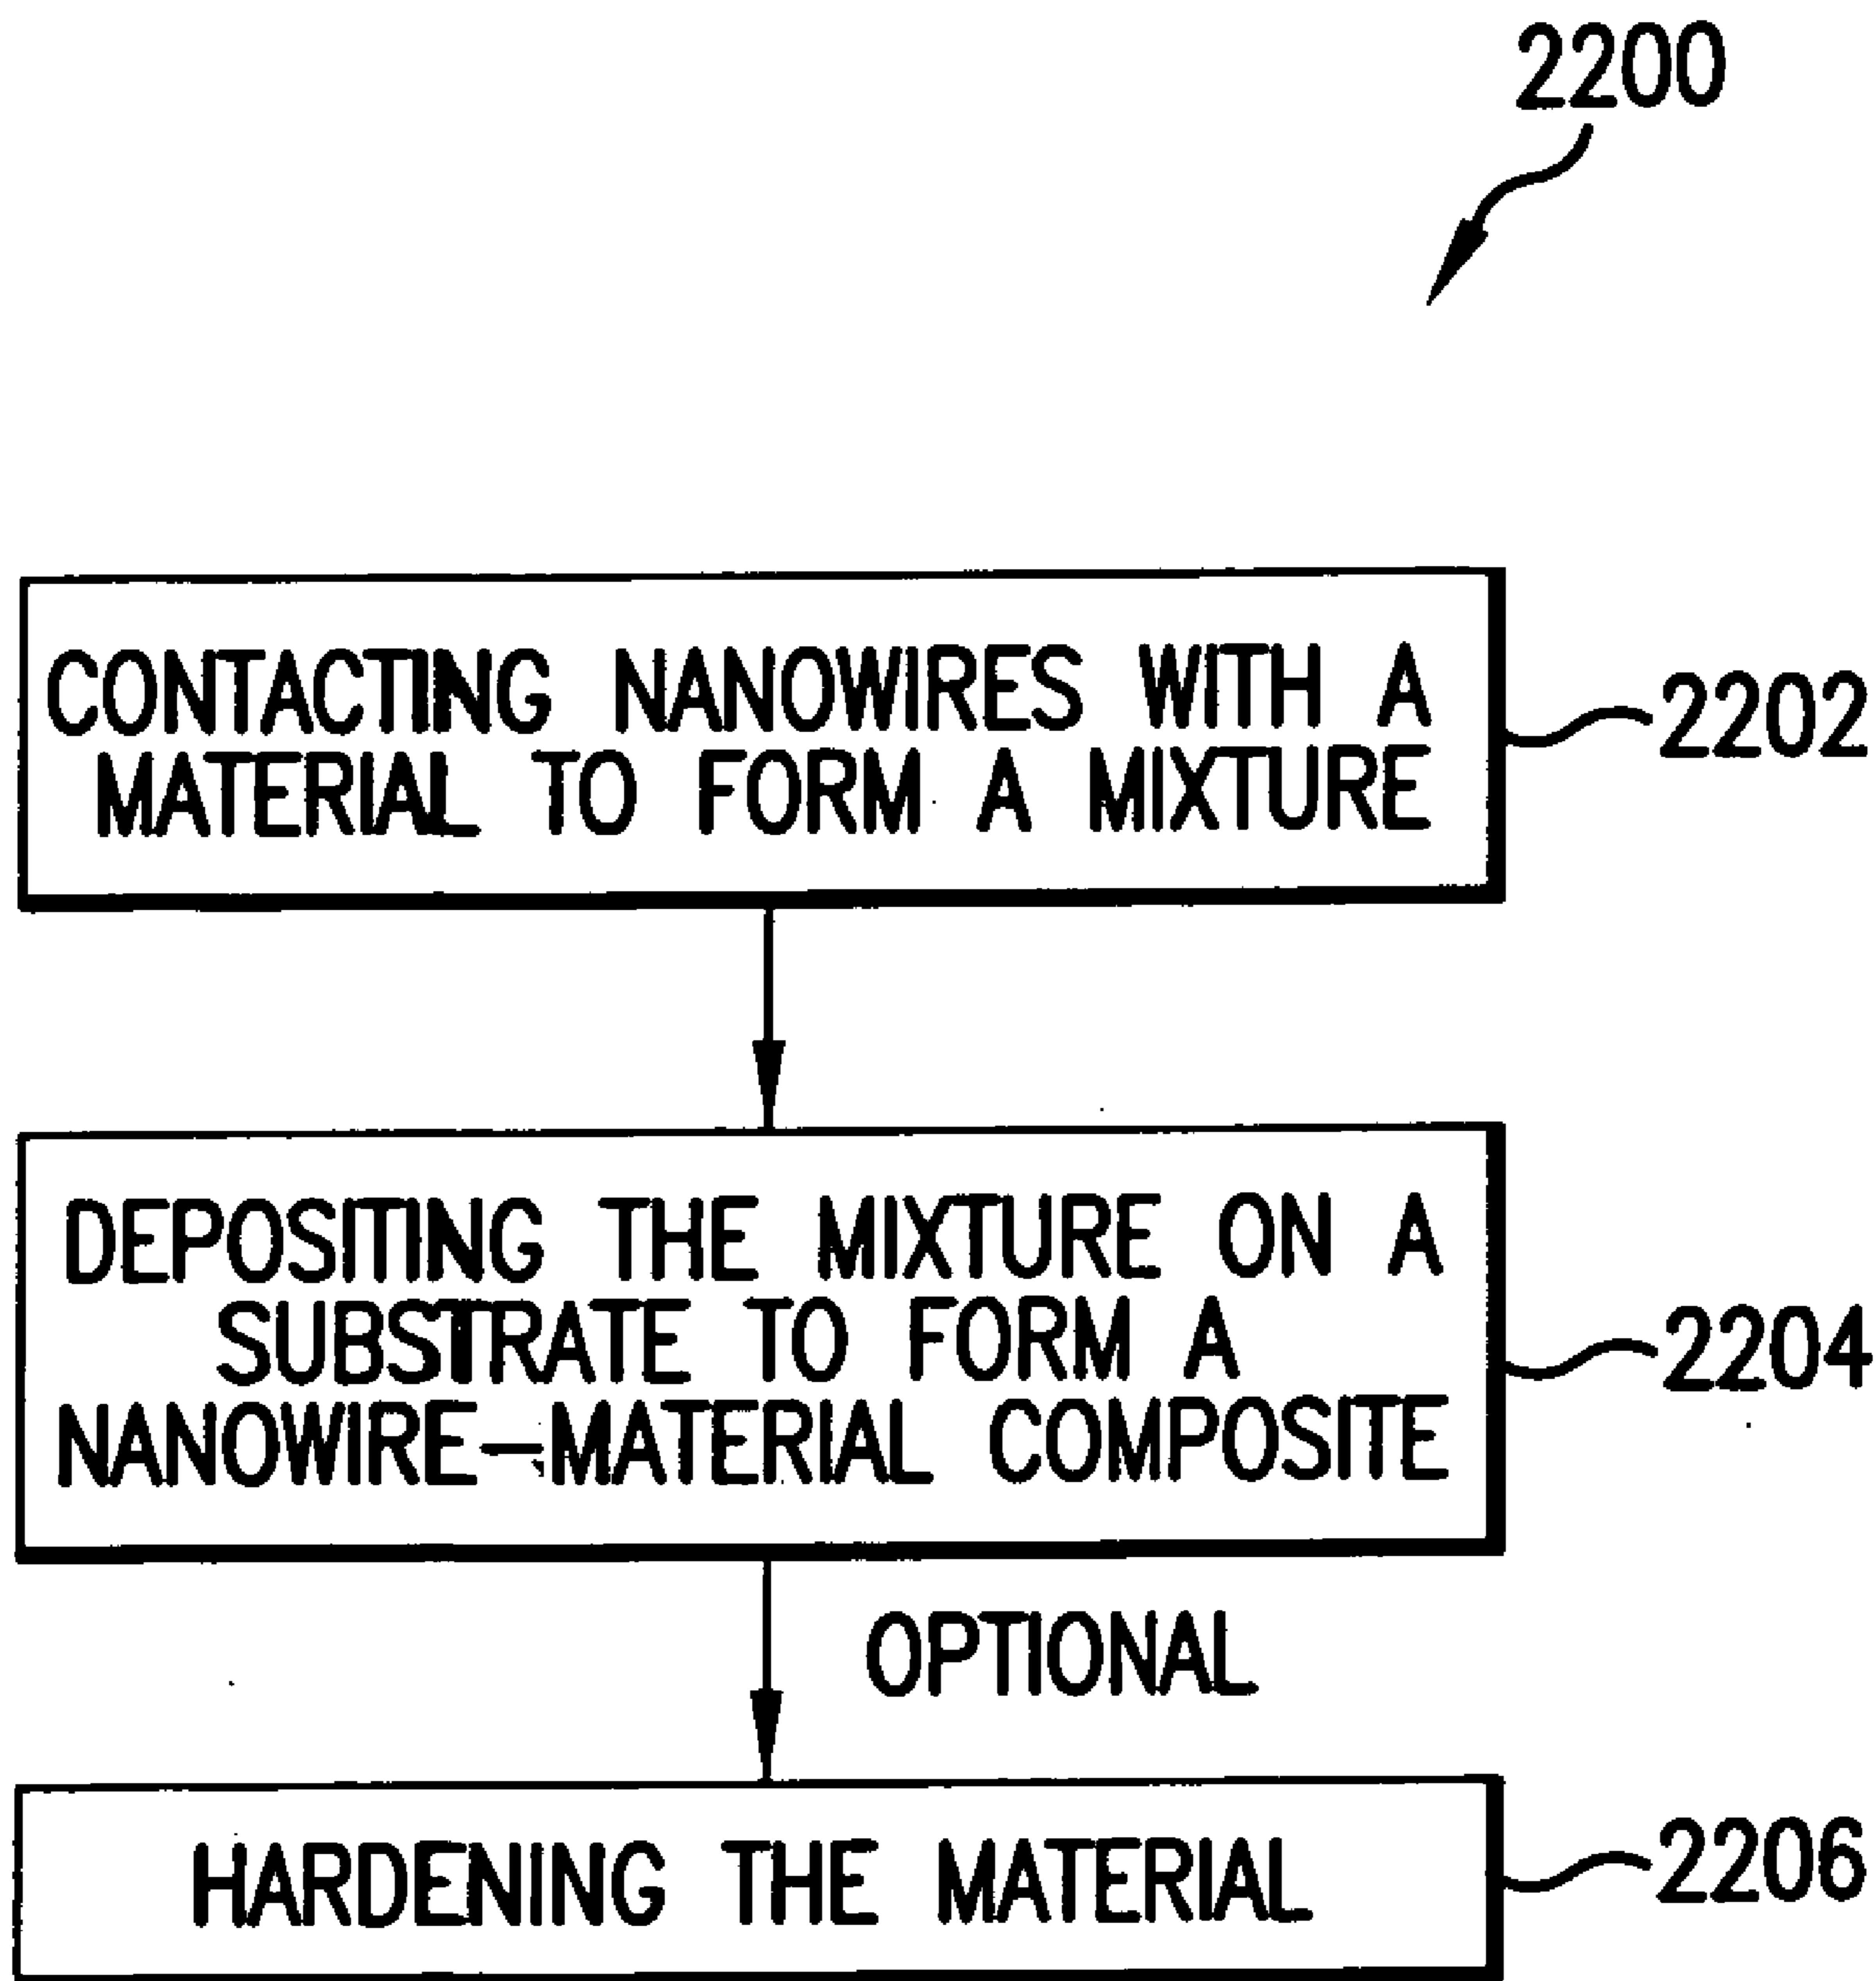 2200
CONTACTING NANOWIRES WITH A
MATERIAL TO FORM A MIXTURE
2202
DEPOSITING THE MIXTURE ON A
SUBSTRATE TO FORM A
NANOWIRE–MATERIAL COMPOSITE
2204
OPTIONAL
HARDENING THE MATERIAL
2206